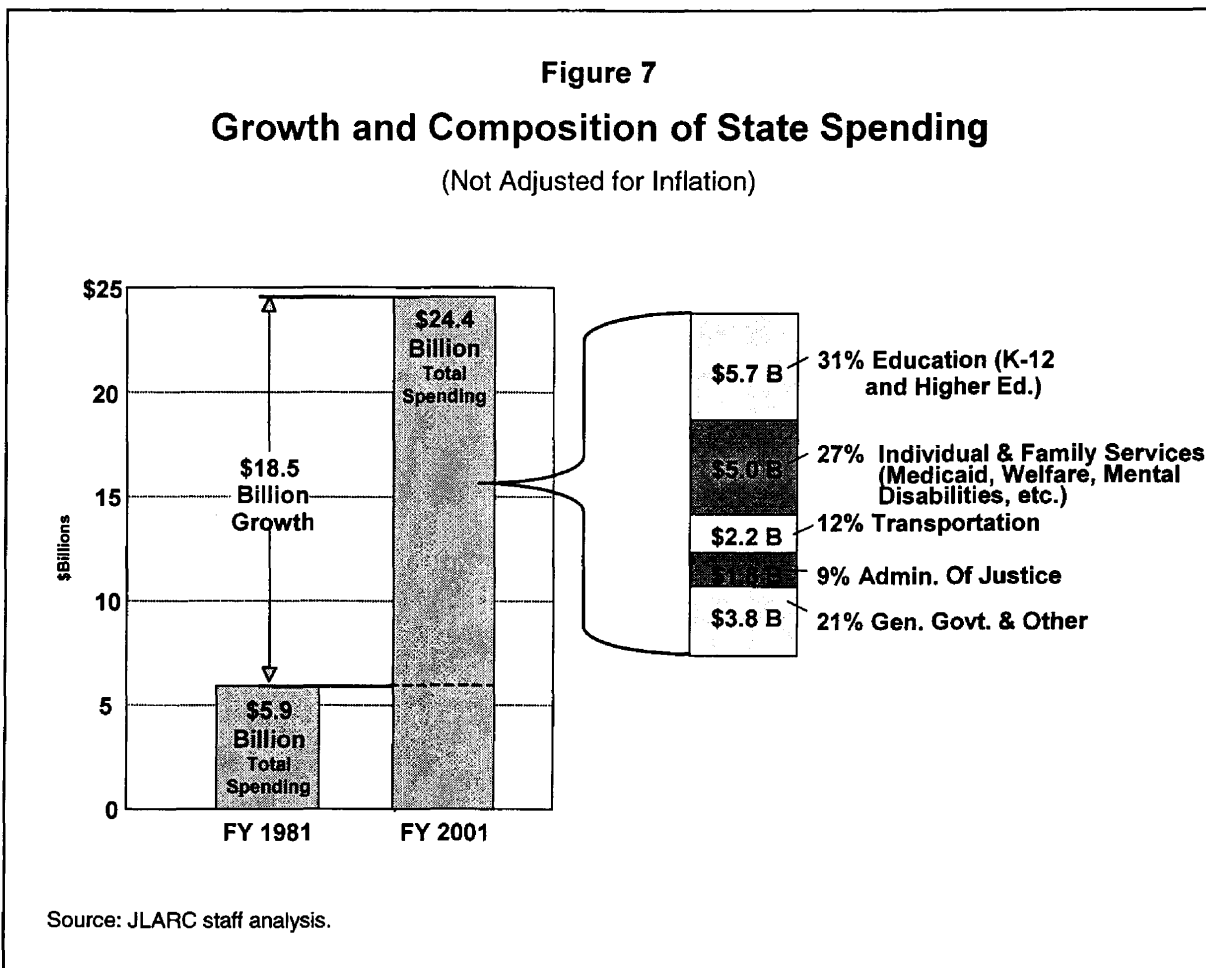 Figure 7
Growth and Composition of State Spending
(Not Adjusted for Inflation)
$Billions
$25
20
15
10
5
0
$18.5
Billion
Growth
$5.9
Billion
Total
Spending
$24.4
Billion
Total
Spending
FY 1981
FY 2001
$5.7 B
31% Education (K-12
and Higher Ed.)
$5.0 B
27% Individual & Family Services
(Medicaid, Welfare, Mental
Disabilities, etc.)
$2.2 B
12% Transportation
9% Admin. Of Justice
$3.8 B
21% Gen. Govt. & Other
Source: JLARC staff analysis.